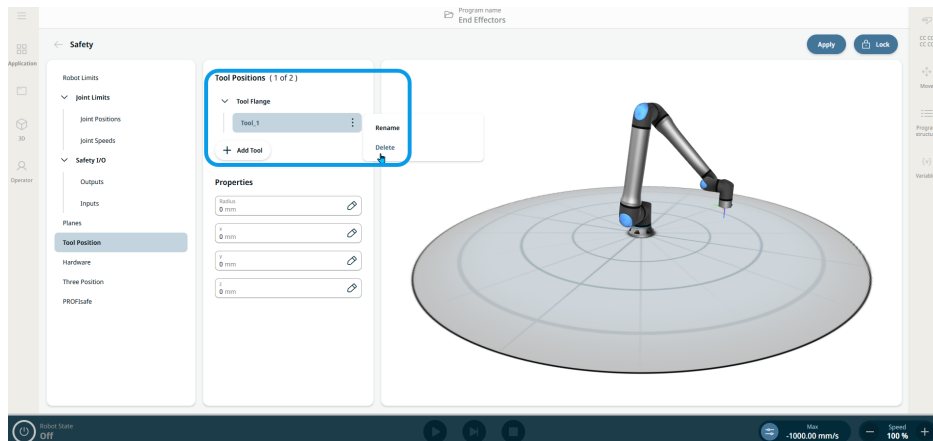 Program name
End Effectors
Safety
Apply
Lock
Application
3D
Operator
Robot Limits
Joint Limits
Joint Positions
Joint Speeds
Safety I/O
Outputs
Inputs
Planes
Tool Position
Hardware
Three Position
PROFIsafe
Tool Positions ( 1 of 2 )
Tool Flange
Tool_1
Add Tool
Rename
Delete
Properties
Radius
0 mm
X
0 mm
Y
0 mm
Z
0 mm
Move
Robot State
Off
Max
-1000.00 mm/s
Speed
100 %